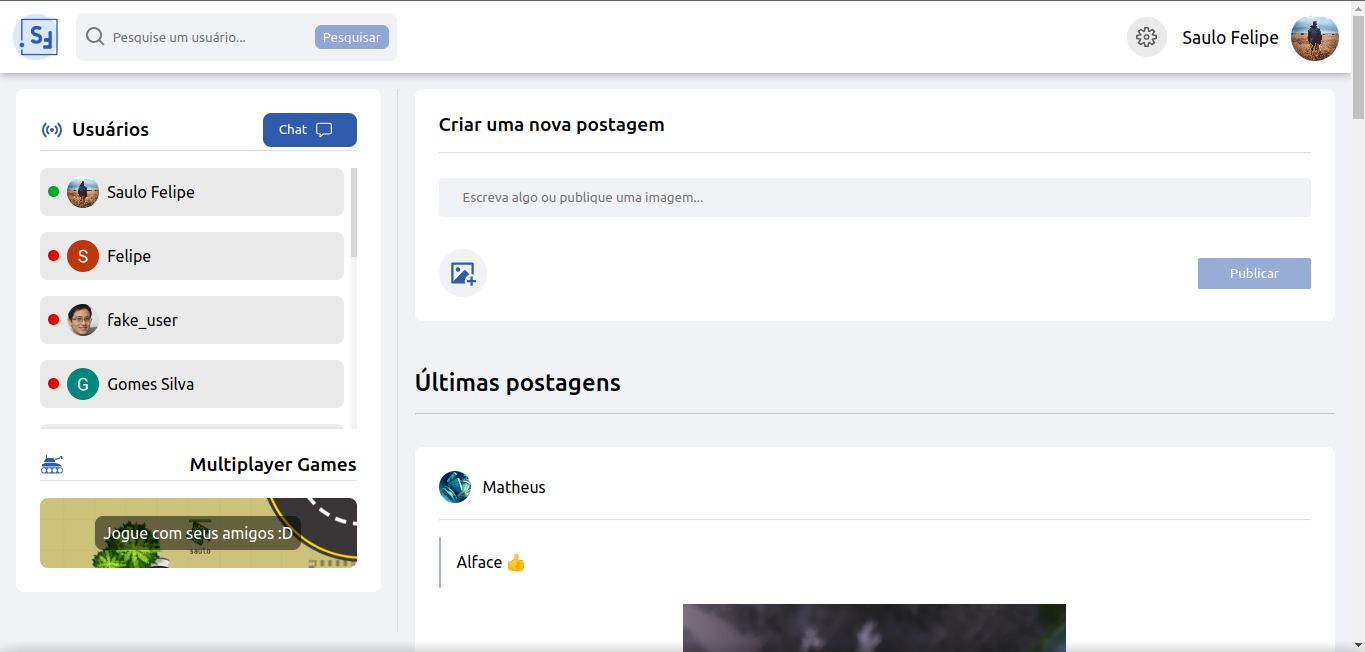 SF
Pesquise um usuário...
Pesquisar
Saulo Felipe
Usuários
Chat
Saulo Felipe
S
Felipe
fake_user
G
Gomes Silva
Multiplayer Games
Jogue com seus amigos :D
saulo
Criar uma nova postagem
Escreva algo ou publique uma imagem...
Publicar
Últimas postagens
Matheus
Alface 👍